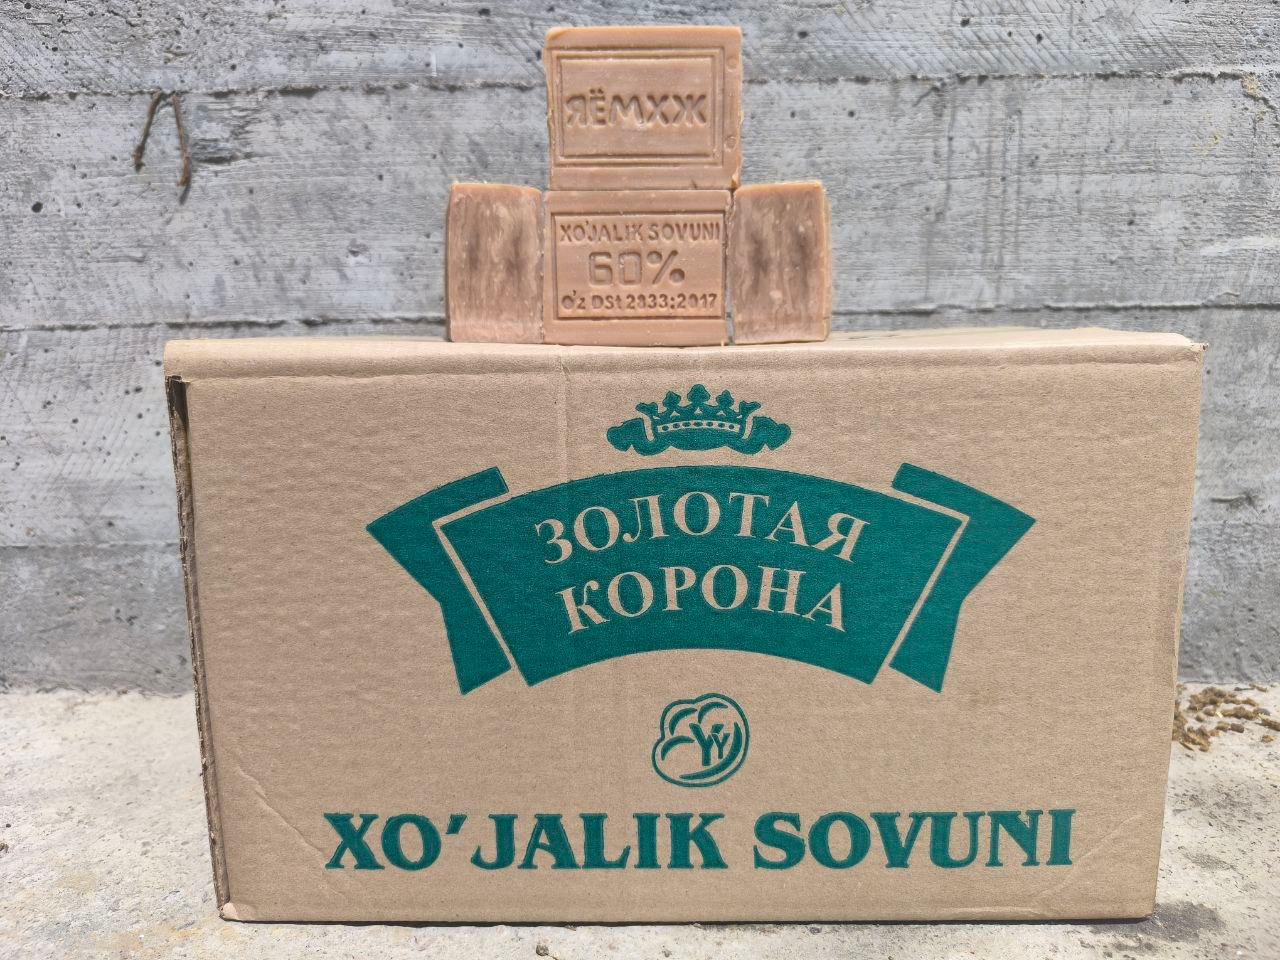 ЯЁМХЖ
XO'JALIK SOVUNI
60%
O'z DSt 2833:2017
ЗОЛОТАЯ
КОРОНА
XO'JALIK SOVUNI